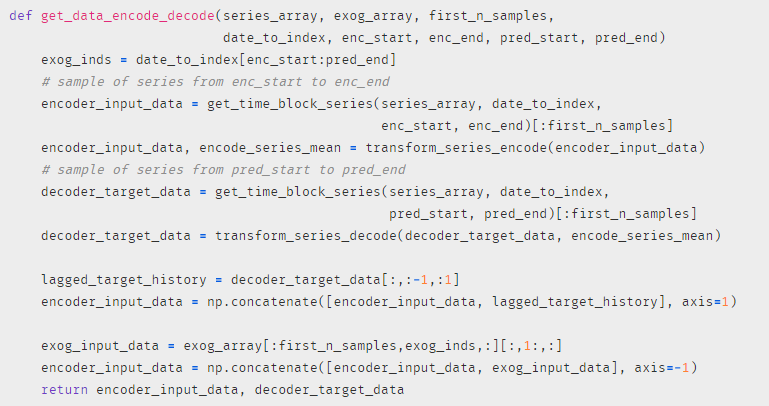 def get_data_encode_decode(series_array, exog_array, first_n_samples,
                           date_to_index, enc_start, enc_end, pred_start, pred_end)
    exog_inds = date_to_index[enc_start:pred_end]
    # sample of series from enc_start to enc_end
    encoder_input_data = get_time_block_series(series_array, date_to_index,
                                               enc_start, enc_end)[:first_n_samples]
    encoder_input_data, encode_series_mean = transform_series_encode(encoder_input_data)
    # sample of series from pred_start to pred_end
    decoder_target_data = get_time_block_series(series_array, date_to_index,
                                                pred_start, pred_end)[:first_n_samples]
    decoder_target_data = transform_series_decode(decoder_target_data, encode_series_mean)

    lagged_target_history = decoder_target_data[:,:-1,:1]
    encoder_input_data = np.concatenate([encoder_input_data, lagged_target_history], axis=1)

    exog_input_data = exog_array[:first_n_samples,exog_inds,:][:,1:,:]
    encoder_input_data = np.concatenate([encoder_input_data, exog_input_data], axis=-1)
    return encoder_input_data, decoder_target_data